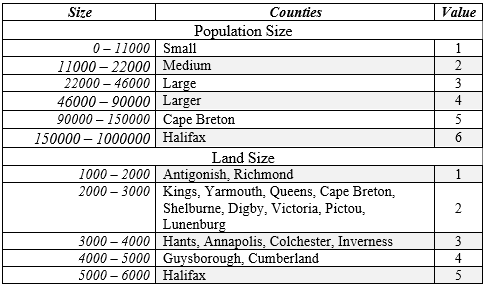 Size Counties Value
Population Size
0 – 11000 Small 1
11000 – 22000 Medium 2
22000 – 46000 Large 3
46000 – 90000 Larger 4
90000 – 150000 Cape Breton 5
150000 – 1000000 Halifax 6
Land Size
1000 – 2000 Antigonish, Richmond 1
2000 – 3000 Kings, Yarmouth, Queens, Cape Breton,
Shelburne, Digby, Victoria, Pictou, 2
Lunenburg
3000 – 4000 Hants, Annapolis, Colchester, Inverness 3
4000 – 5000 Guysborough, Cumberland 4
5000 – 6000 Halifax 5